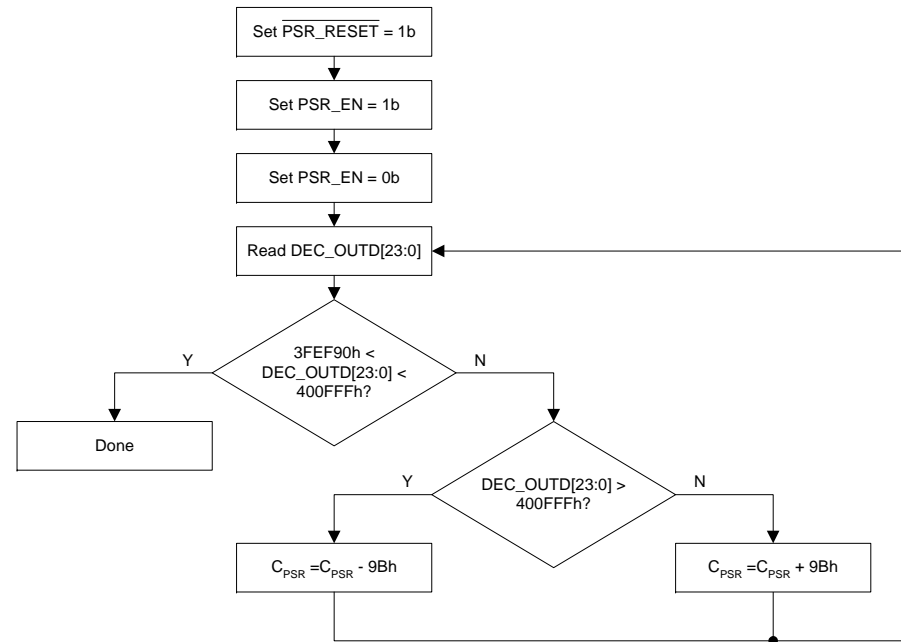 Set PSR_RESET = 1b
Set PSR_EN = 1b
Set PSR_EN = 0b
Read DEC_OUTD[23:0]
3FEF90h <
DEC_OUTD[23:0] <
400FFFh?
Y
N
Done
DEC_OUTD[23:0] >
400FFFh?
Y
N
CPSR =CPSR - 9Bh
CPSR =CPSR + 9Bh